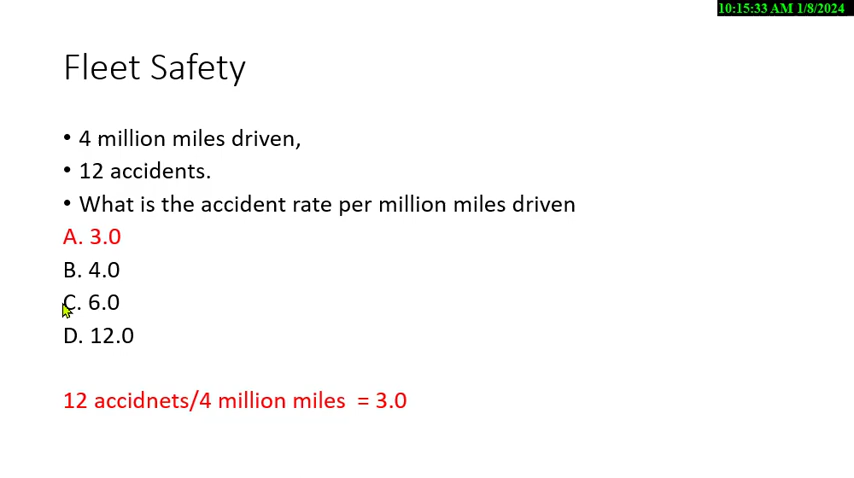 10:15:33 AM 1/8/2024
Fleet Safety
• 4 million miles driven,
• 12 accidents.
• What is the accident rate per million miles driven
A. 3.0
B. 4.0
C. 6.0
D. 12.0
12 accidnets/4 million miles = 3.0